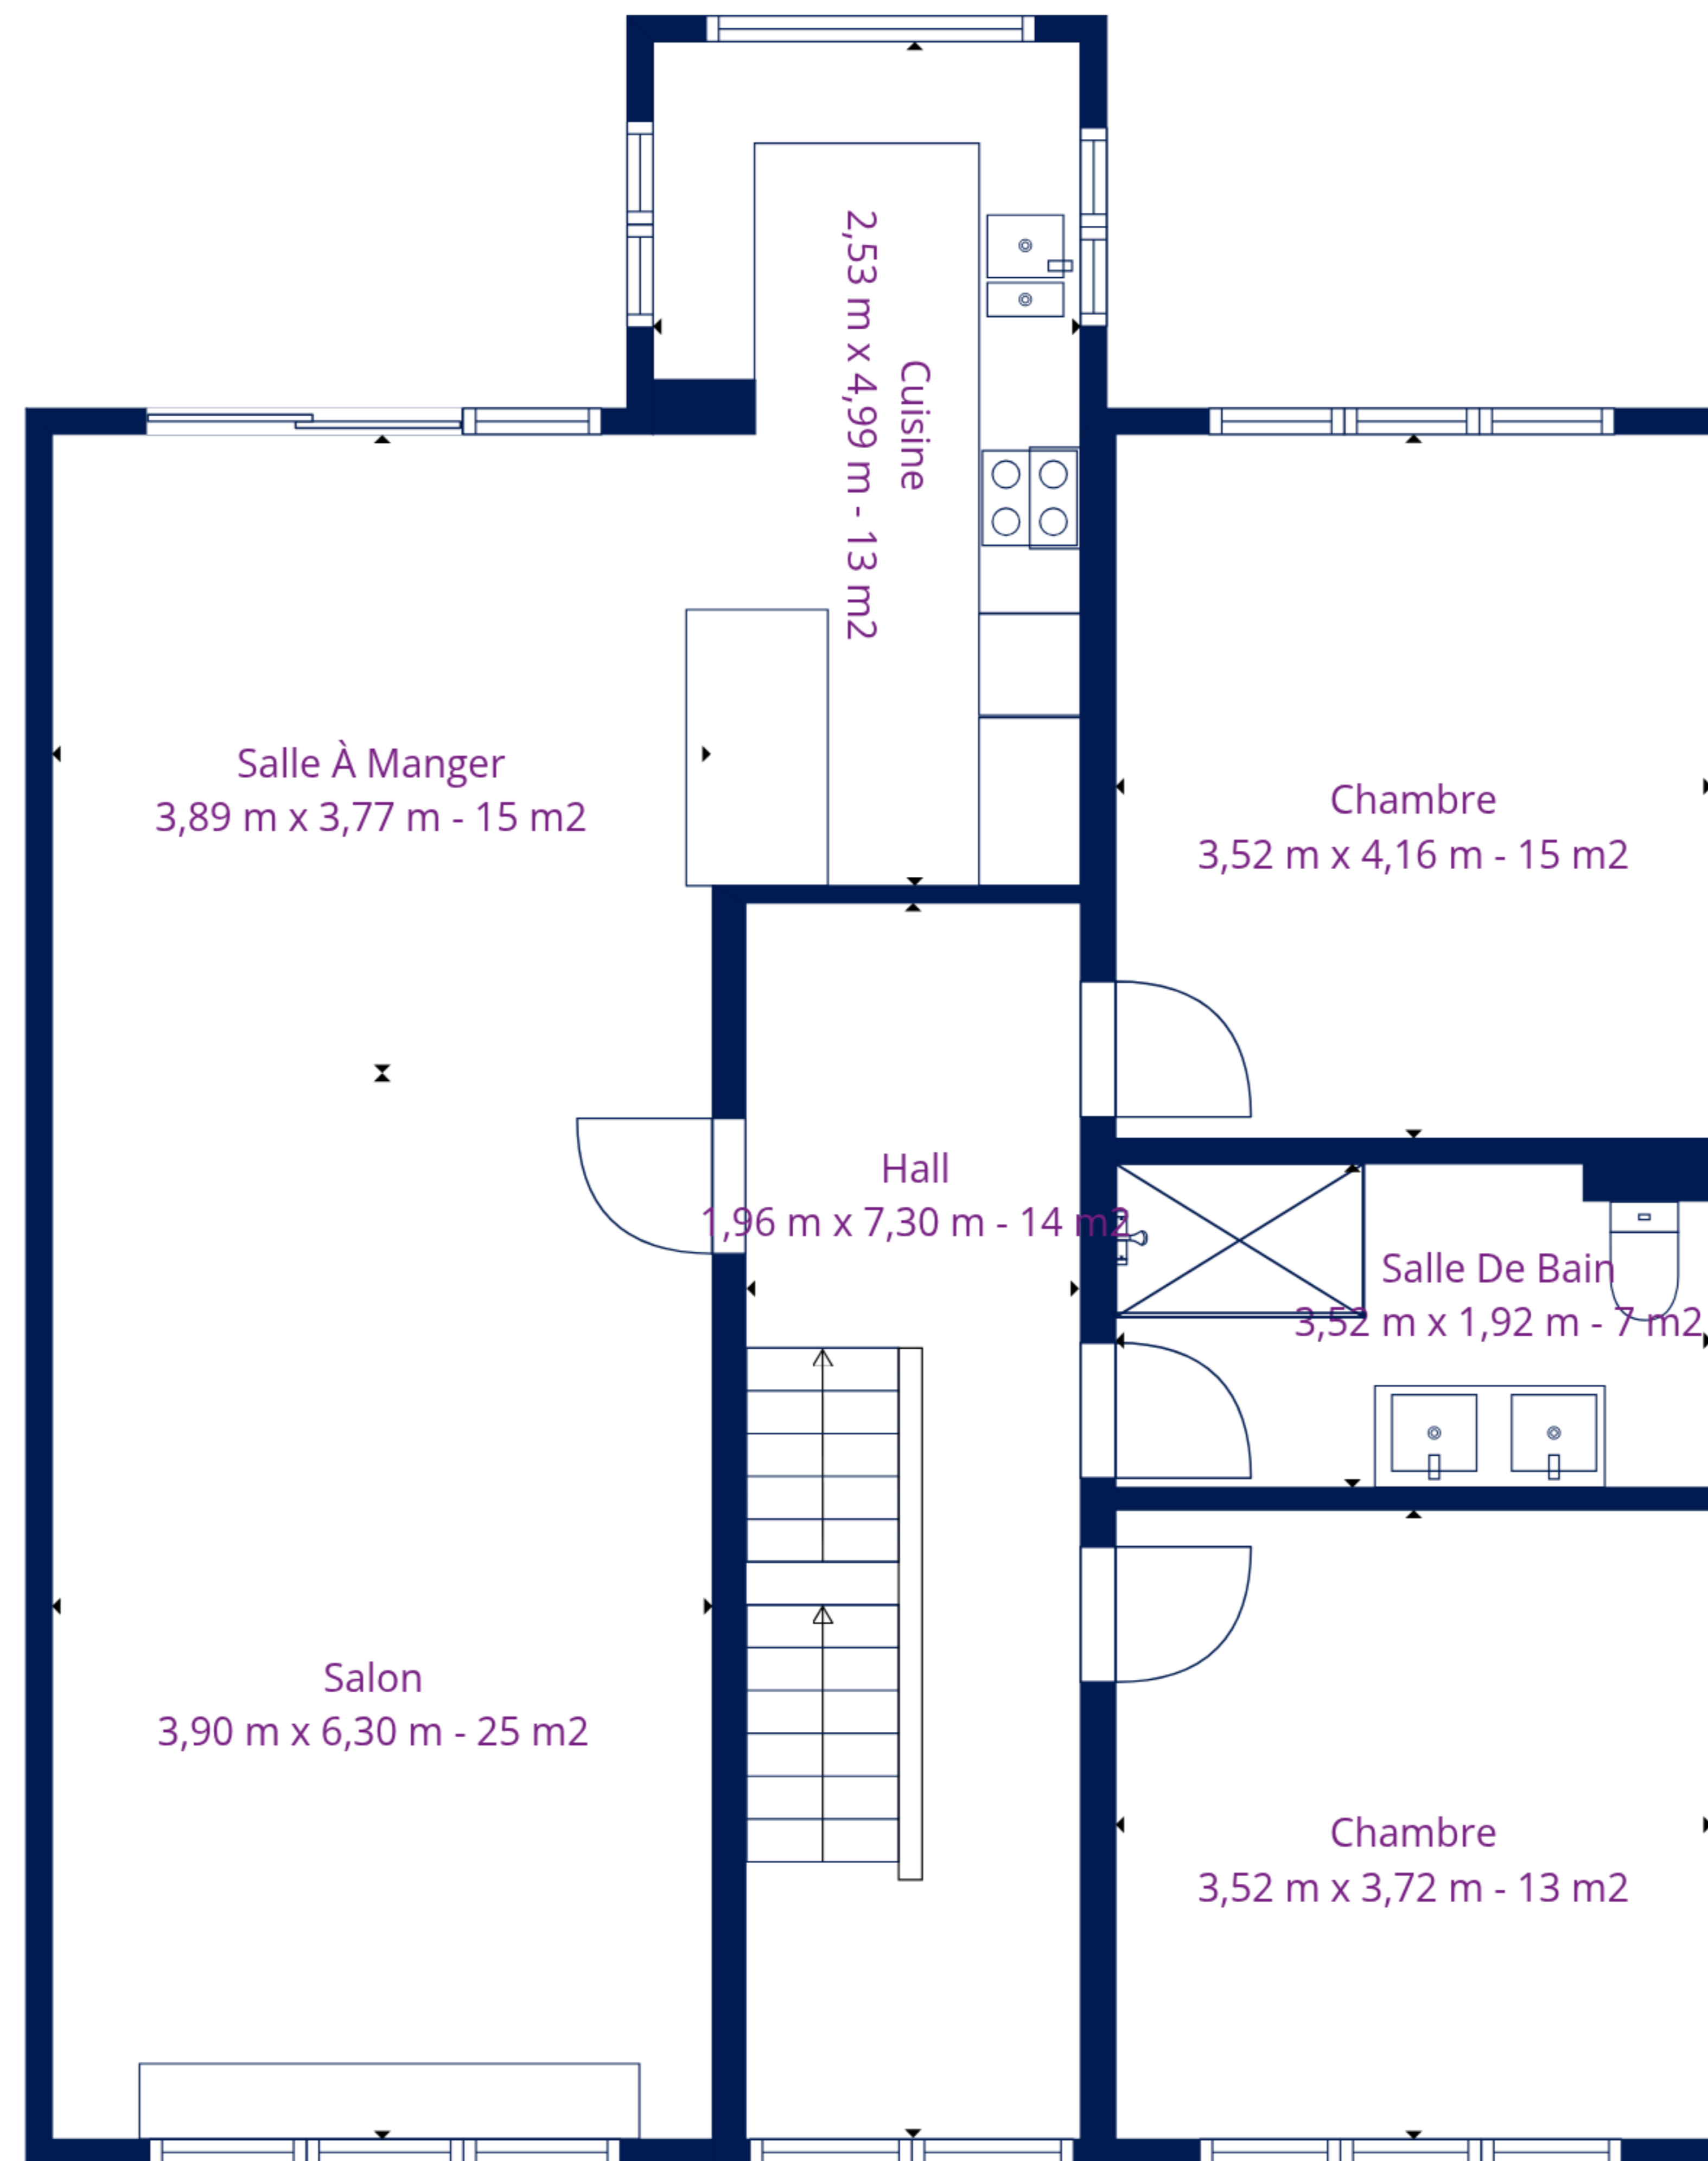 Cuisine
2,53 m x 4,99 m - 13 m2
Salle À Manger
3,89 m x 3,77 m - 15 m2
Chambre
3,52 m x 4,16 m - 15 m2
Hall
1,96 m x 7,30 m - 14 m2
Salle De Bain
3,52 m x 1,92 m - 7 m2
Salon
3,90 m x 6,30 m - 25 m2
Chambre
3,52 m x 3,72 m - 13 m2